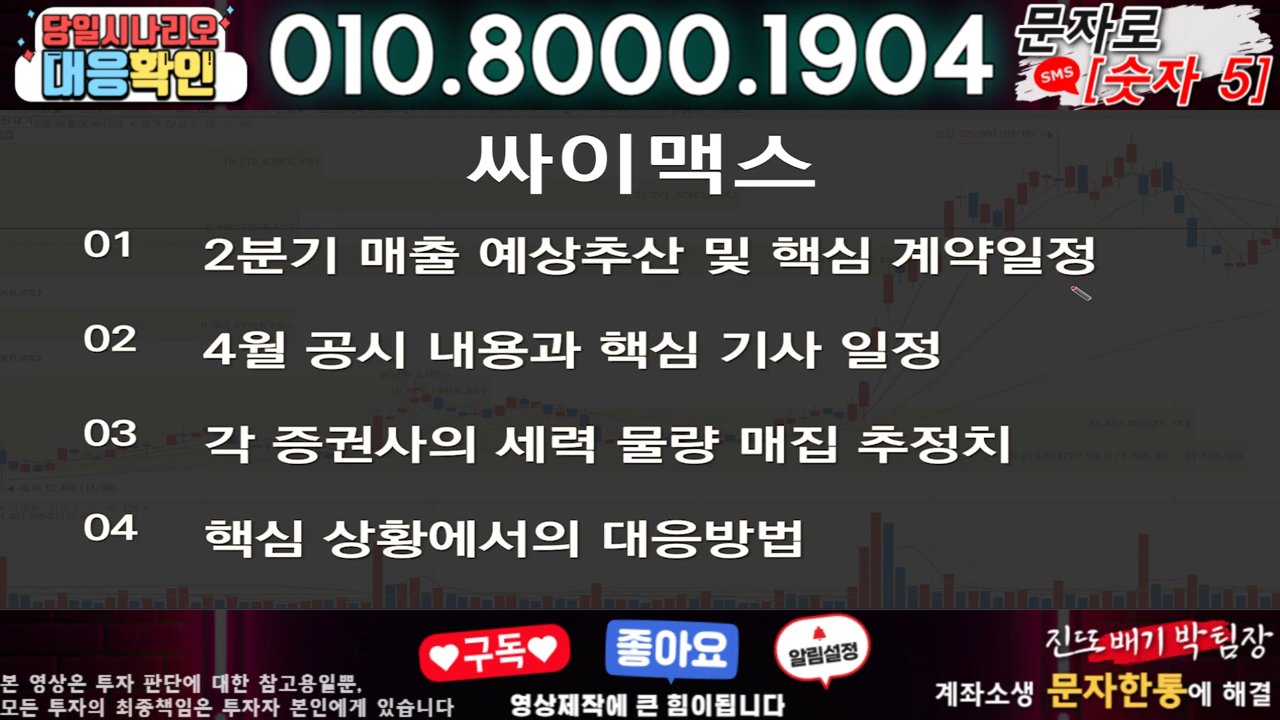 당일시나리오
대응확인
010.8000.1904
문자로
SMS [숫자 5]
싸이맥스
01 2분기 매출 예상추산 및 핵심 계약일정
02 4월 공시 내용과 핵심 기사 일정
03 각 증권사의 세력 물량 매집 추정치
04 핵심 상황에서의 대응방법
구독
좋아요
알림설정
영상제작에 큰 힘이됩니다
본 영상은 투자 판단에 대한 참고용일뿐,
모든 투자의 최종책임은 투자자 본인에게 있습니다
진또배기 박팀장
계좌소생 문자한통에 해결